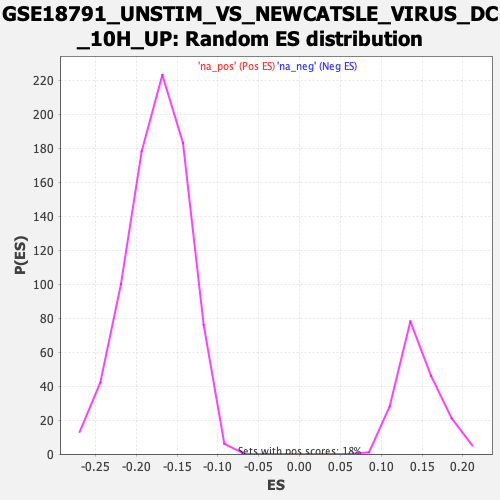 GSE18791_UNSTIM_VS_NEWCATSLE_VIRUS_DC
_10H_UP: Random ES distribution
'na_pos' (Pos ES) 'na_neg' (Neg ES)
220
200
180
160
140
120
100
80
60
40
20
0
P(ES)
Sets with pos scores: 18%
-0.25 -0.20 -0.15 -0.10 -0.05 0.00 0.05 0.10 0.15 0.20
ES